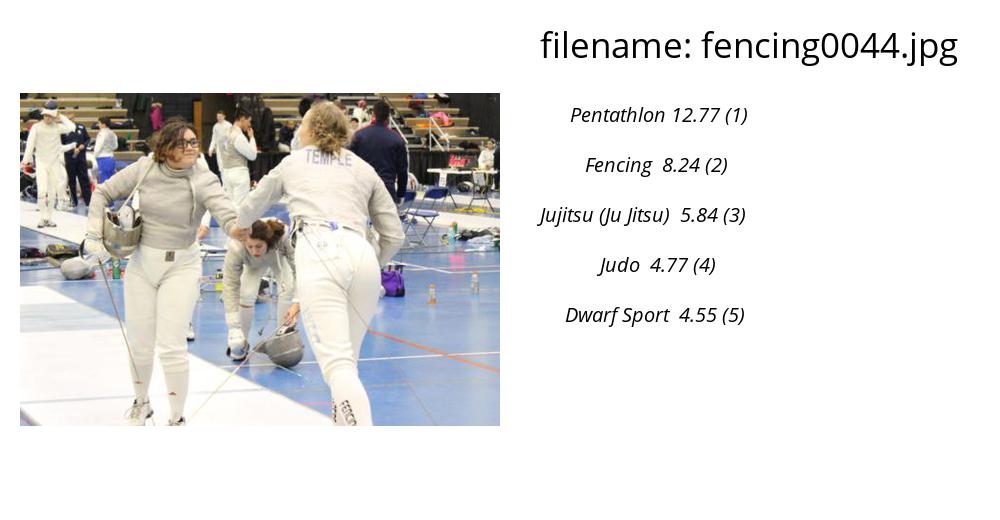 filename: fencing0044.jpg
Pentathlon 12.77 (1)
Fencing 8.24 (2)
Jujitsu (Ju Jitsu) 5.84 (3)
Judo 4.77 (4)
Dwarf Sport 4.55 (5)
TEMPLE